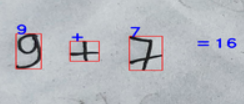 9 + 7 = 16
9 + 7